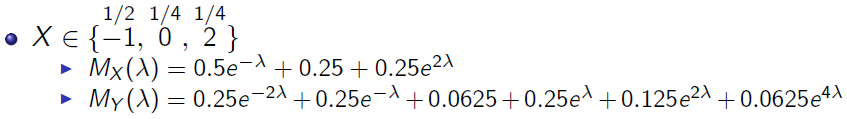 1/2 1/4 1/4
X ∈ {−1, 0 , 2 }
M_X(λ) = 0.5e^{−λ} + 0.25 + 0.25e^{2λ}
M_Y(λ) = 0.25e^{−2λ} + 0.25e^{−λ} + 0.0625 + 0.25e^{λ} + 0.125e^{2λ} + 0.0625e^{4λ}